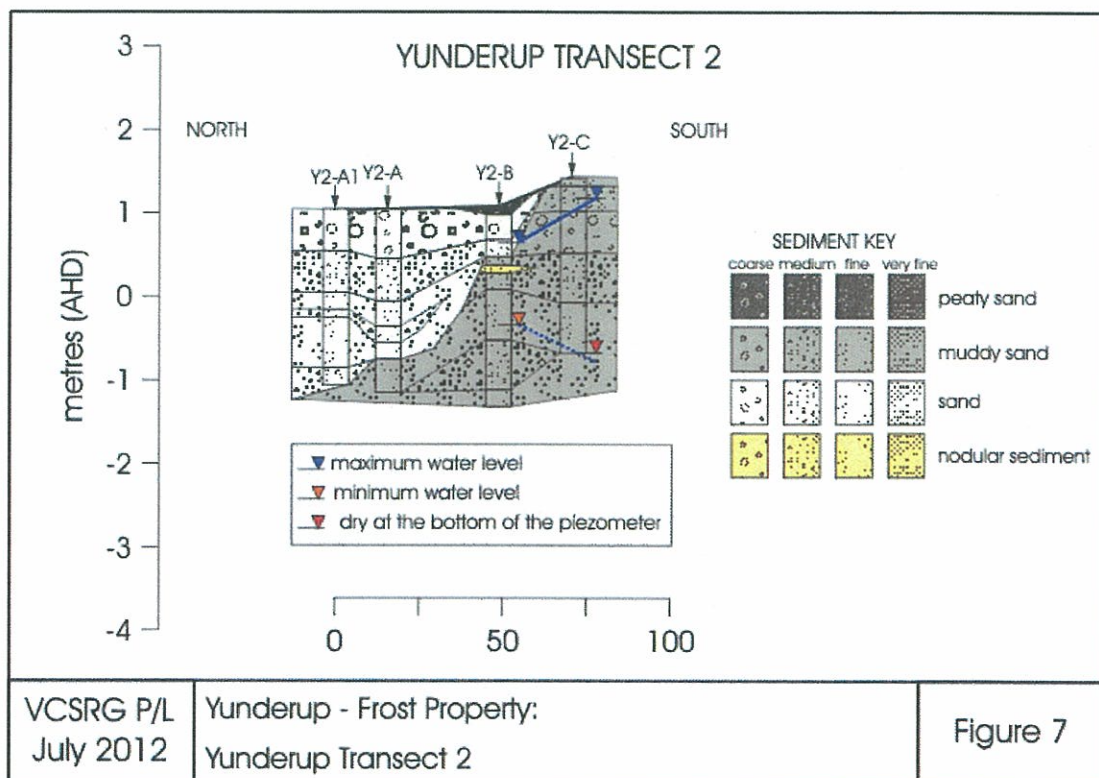 YUNDERUP TRANSECT 2
3
2
1
0
-1
-2
-3
-4
metres (AHD)
NORTH
SOUTH
Y2-A1
Y2-A
Y2-B
Y2-C
SEDIMENT KEY
coarse medium fine very fine
peaty sand
muddy sand
sand
nodular sediment
maximum water level
minimum water level
dry at the bottom of the piezometer
0 50 100
VCSRG P/L
July 2012
Yunderup - Frost Property:
Yunderup Transect 2
Figure 7